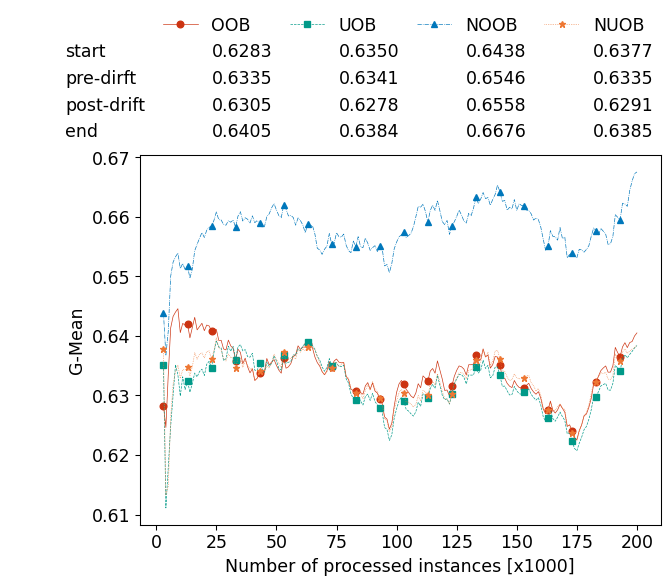 OOB UOB NOOB NUOB
start 0.6283 0.6350 0.6438 0.6377
pre-dirft 0.6335 0.6341 0.6546 0.6335
post-drift 0.6305 0.6278 0.6558 0.6291
end 0.6405 0.6384 0.6676 0.6385
0.67
0.66
0.65
0.64
0.63
0.62
0.61
G-Mean
0 25 50 75 100 125 150 175 200
Number of processed instances [x1000]